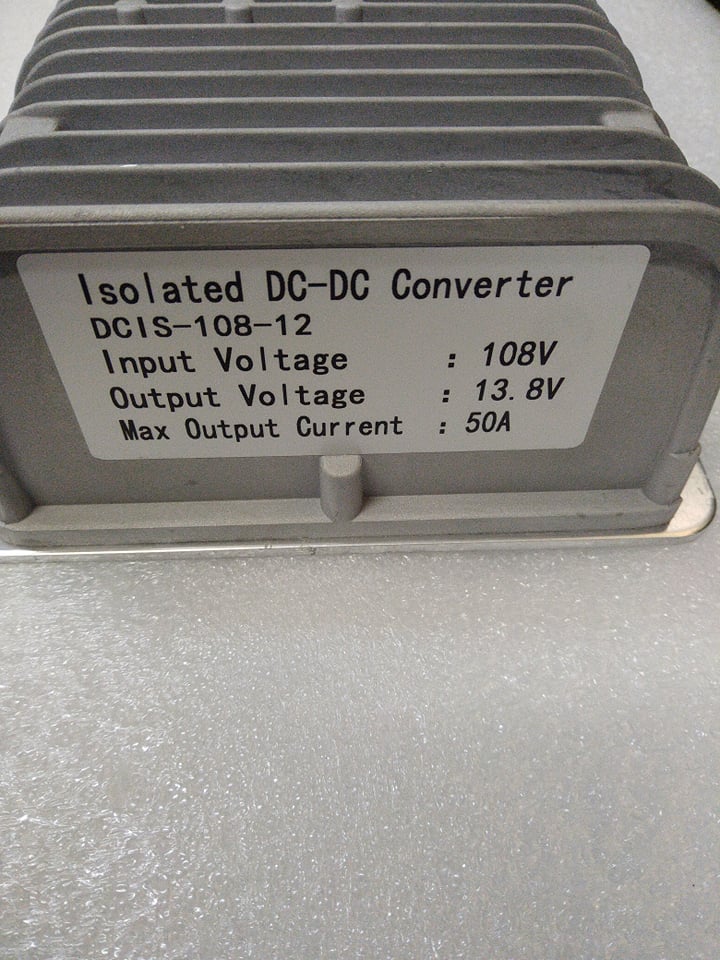 Isolated DC-DC Converter
DCIS-108-12
Input Voltage : 108V
Output Voltage : 13.8V
Max Output Current : 50A